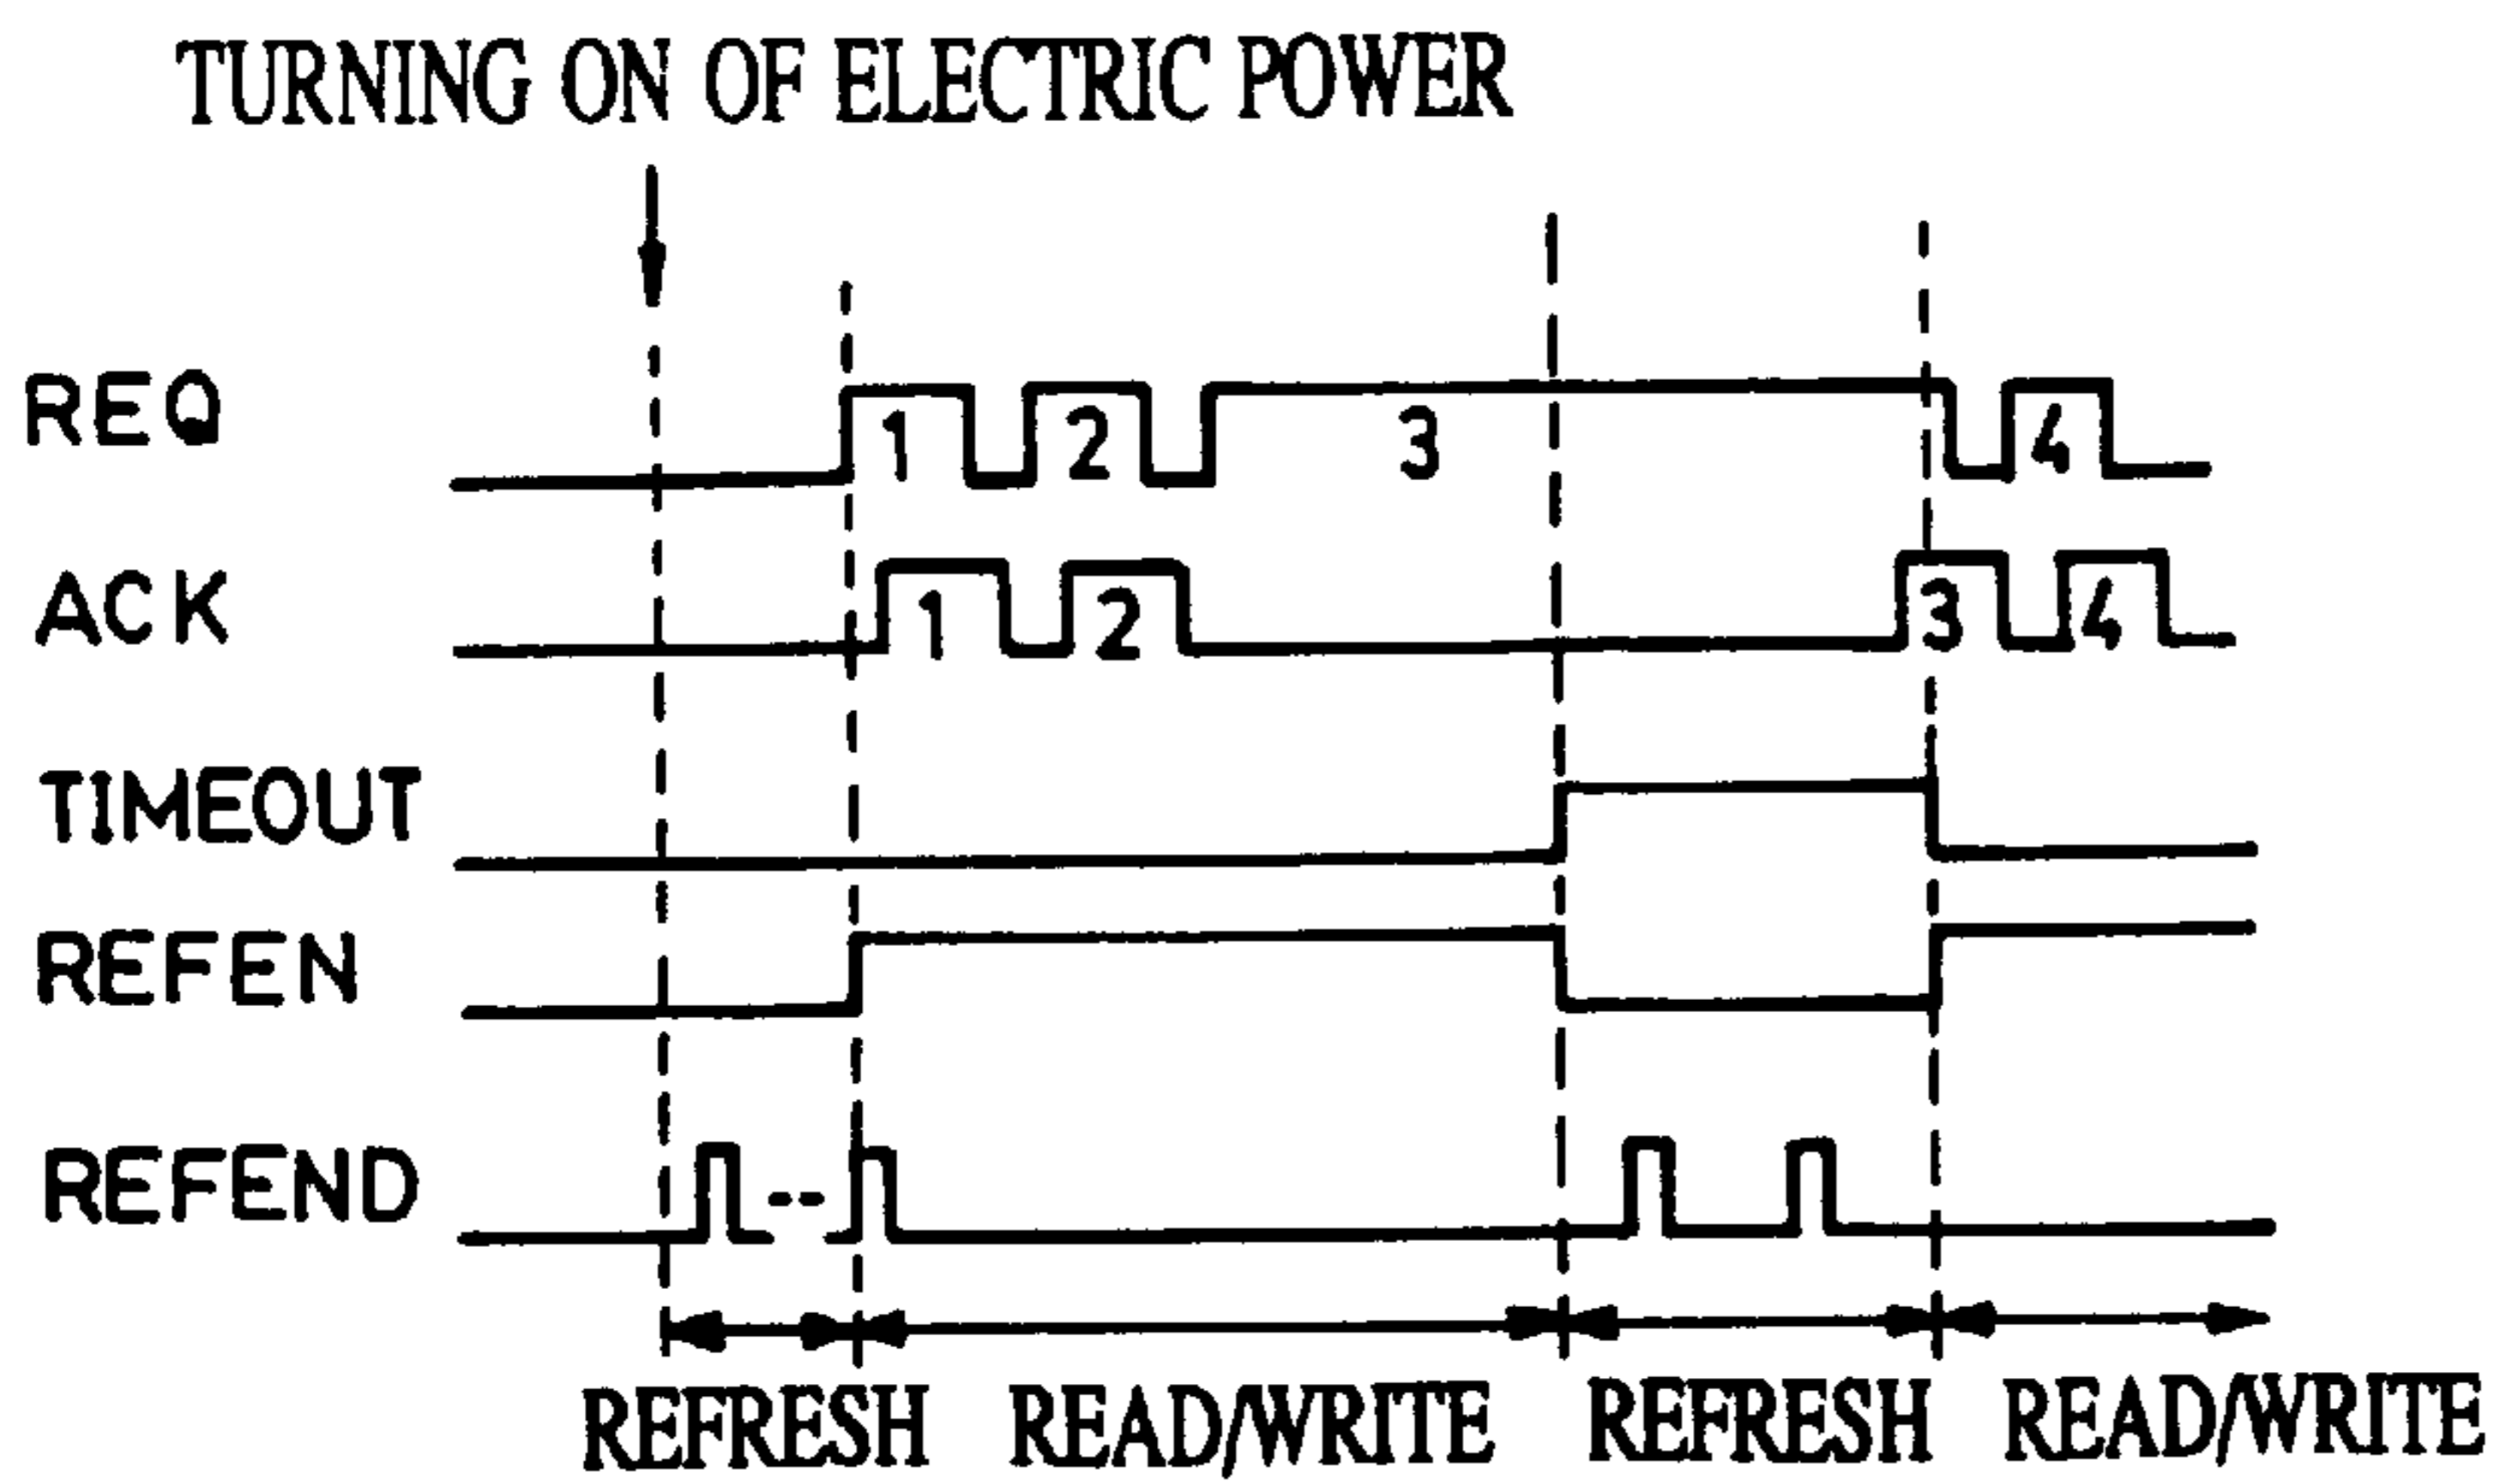 TURNING ON OF ELECTRIC POWER
REQ 1 2 3 4
ACK 1 2 3 4
TIMEOUT
REFEN
REFEND
REFRESH READ/WRITE REFRESH READ/WRITE